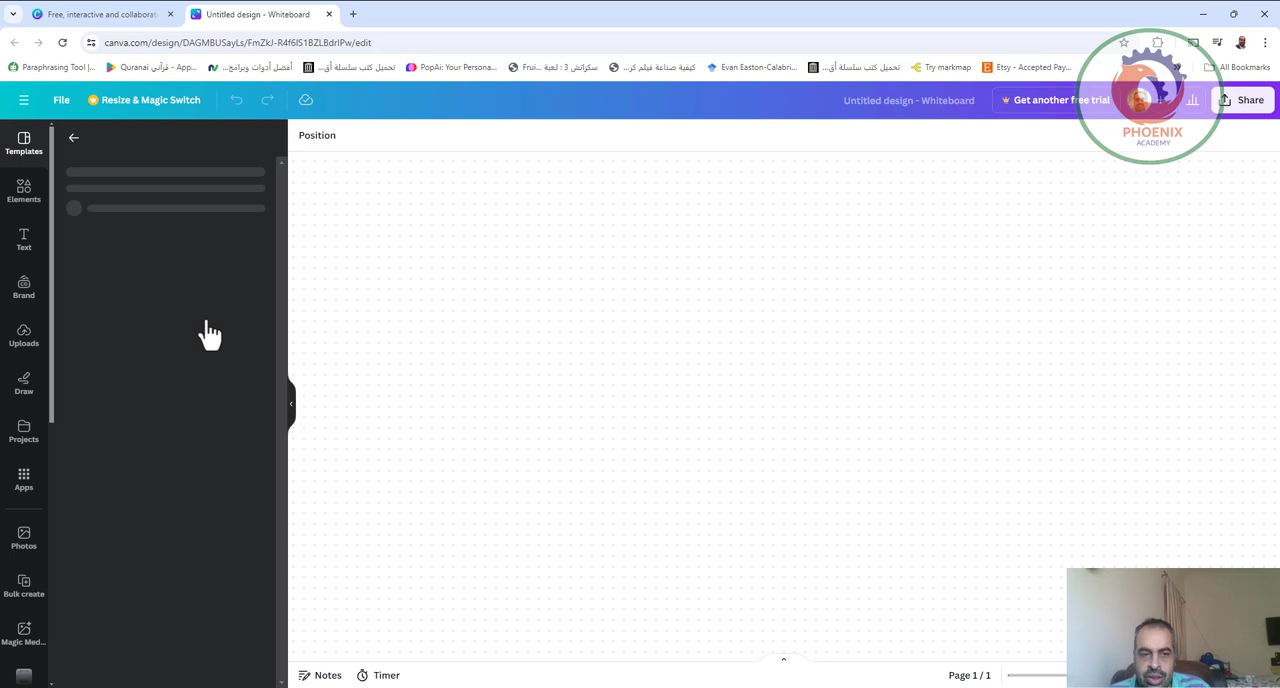 Free, interactive and collaborat
Untitled design - Whiteboard
canva.com/design/DAGMBUSayLs/FmZkJ-R4f6IS1BZLBdrIPw/edit
Paraphrasing Tool |...
Quranai قرآني - App...
أفضل أدوات وبرامج...
تحميل كتب سلسلة أق...
PopAi: Your Persona...
Frui... سكراتش 3 : لعبة
كيفية صناعة فيلم كر...
Evan Easton-Calabri...
تحميل كتب سلسلة أق...
Try markmap
Etsy - Accepted Pay...
All Bookmarks
File
Resize & Magic Switch
Untitled design - Whiteboard
Get another free trial
Share
PHOENIX
ACADEMY
Position
Templates
Elements
Text
Brand
Uploads
Draw
Projects
Apps
Photos
Bulk create
Magic Med...
Notes
Timer
Page 1 / 1